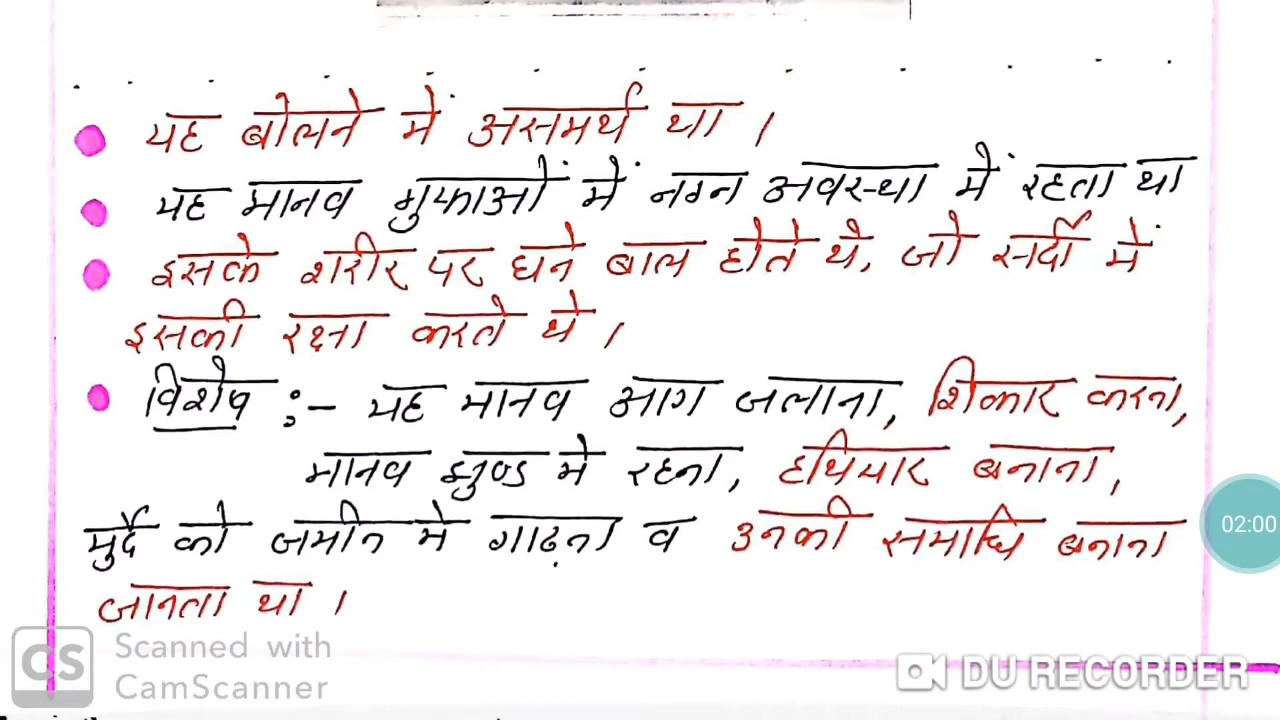 यह बोलने में असमर्थ था ।
यह मानव गुफाओं में नग्न अवस्था में रहता था
इसके शरीर पर घने बाल होते थे, जो सर्दी में
इसकी रक्षा करते थे ।
विशेष :- यह मानव आग जलाना, शिकार करना,
मानव झुण्ड मे रहना, हथियार बनाना,
मुर्दे को जमीन मे गाढ़ना व उनकी समाधि बनाना
जानता था ।
02:00
CS Scanned with CamScanner
DU RECORDER